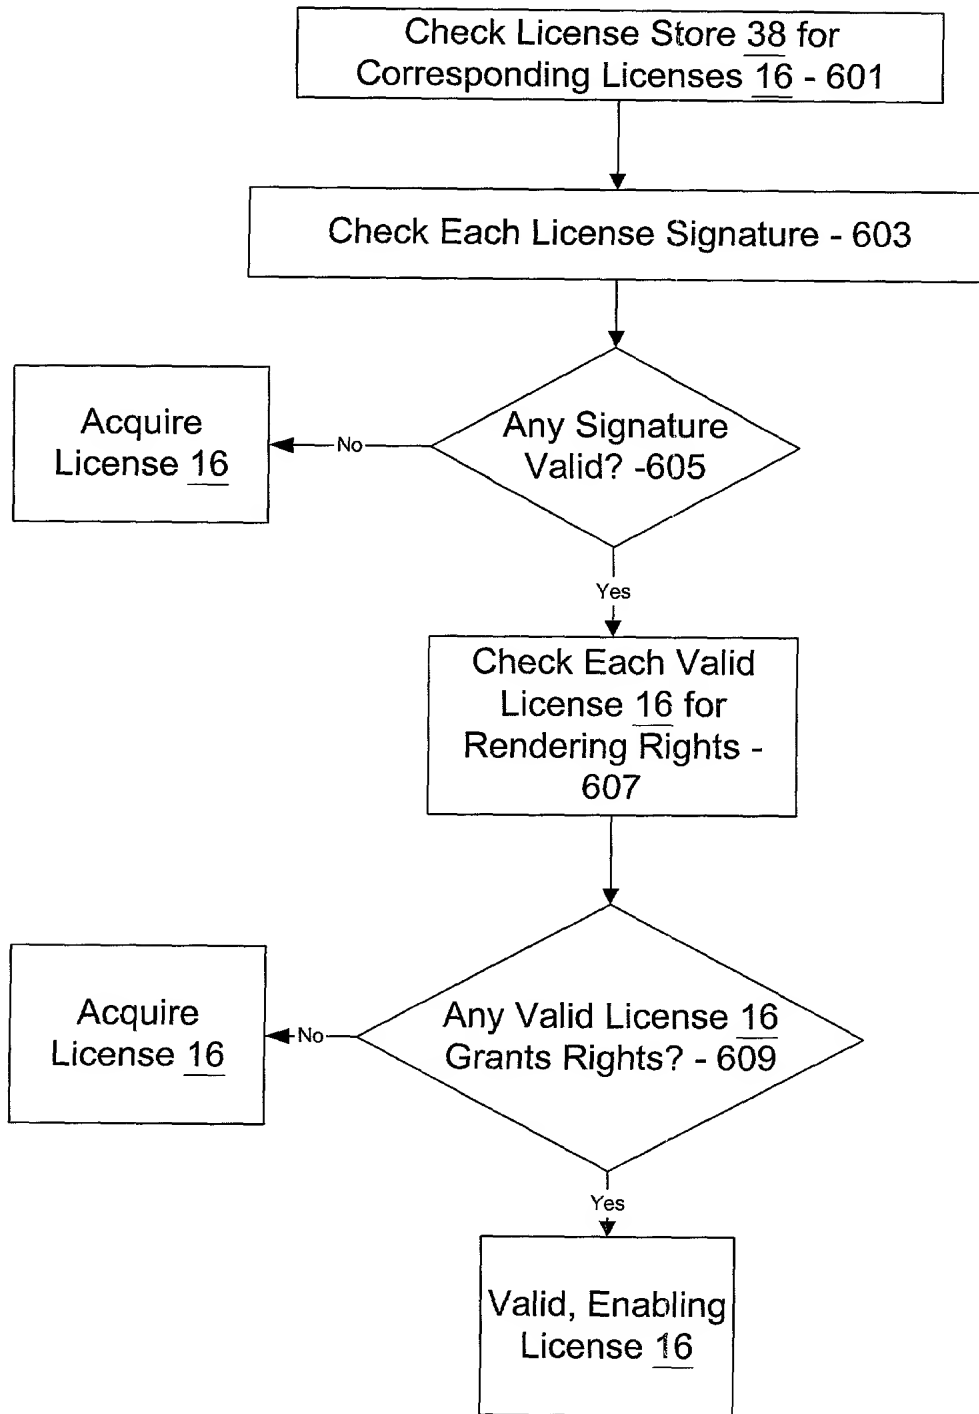 Check License Store 38 for
Corresponding Licenses 16 - 601
Check Each License Signature - 603
Any Signature
Valid? -605
No
Acquire
License 16
Yes
Check Each Valid
License 16 for
Rendering Rights -
607
Any Valid License 16
Grants Rights? - 609
No
Acquire
License 16
Yes
Valid, Enabling
License 16